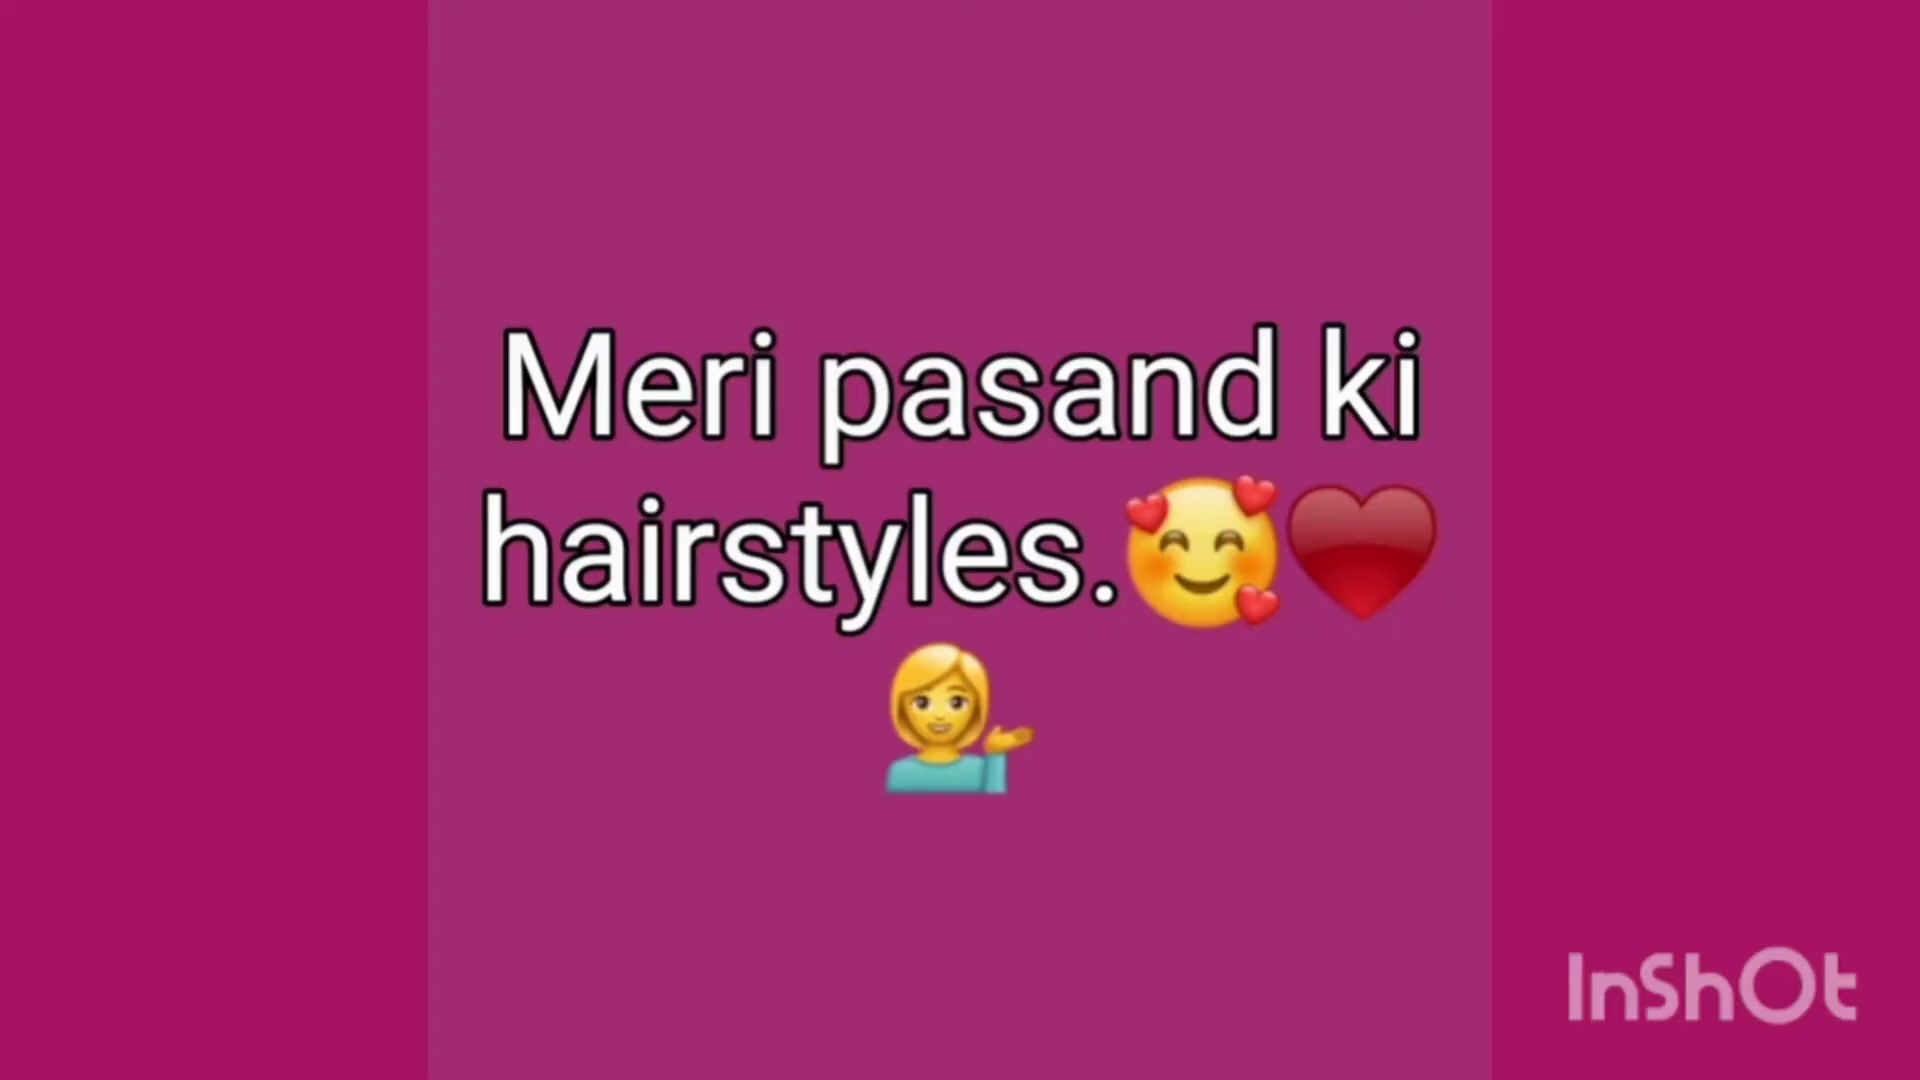 Meri pasand ki
hairstyles.🥰♥️
💁‍♀️
InShOt